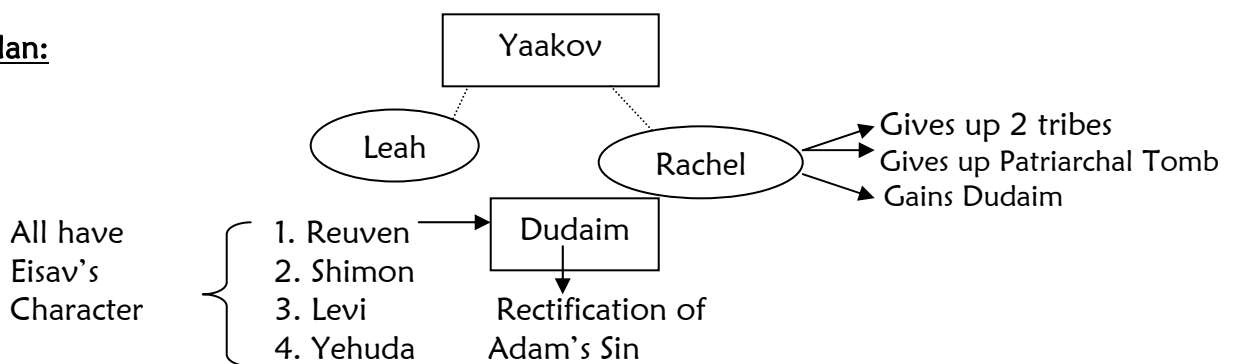 dan:
Yaakov
Leah
Rachel
Gives up 2 tribes
Gives up Patriarchal Tomb
Gains Dudaim
All have
Eisav's
Character
1. Reuven
2. Shimon
3. Levi
4. Yehuda
Dudaim
Rectification of
Adam's Sin